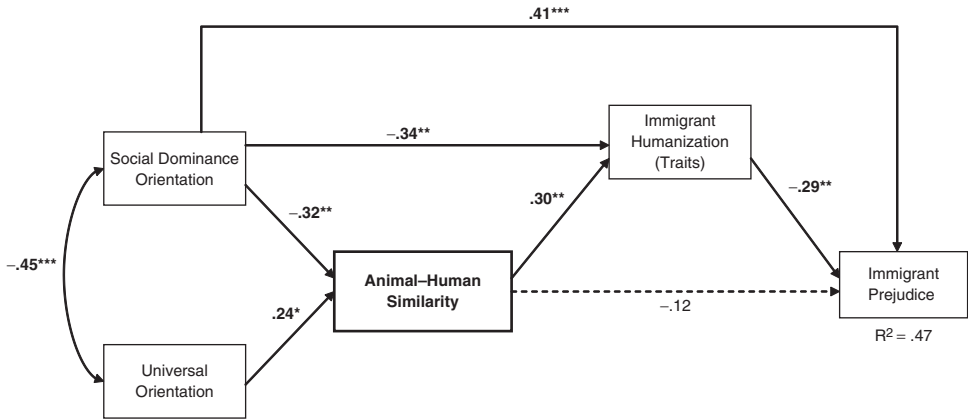 .41***
Immigrant
Humanization
(Traits)
–.34**
Social Dominance
Orientation
–.32**
.30**
–.29**
–.45***
Animal–Human
Similarity
Immigrant
Prejudice
.24*
–.12
R² = .47
Universal
Orientation